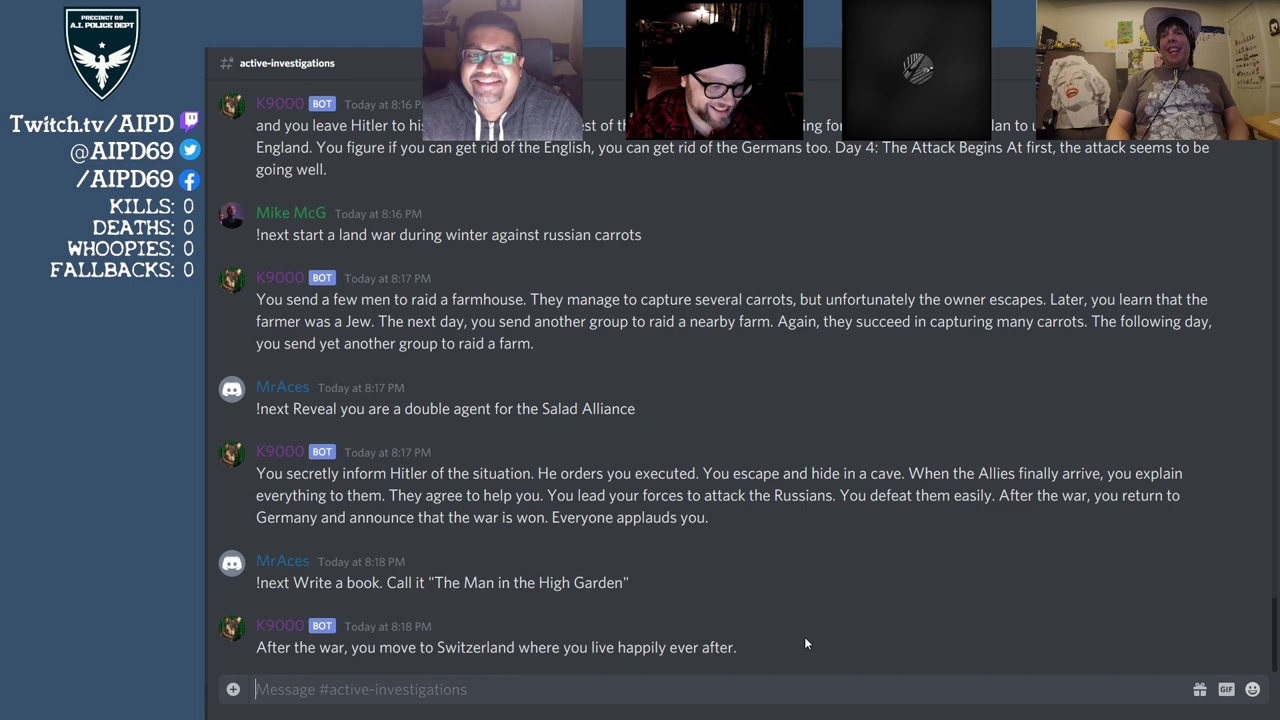 PRECINCT 69
A.I. POLICE DEPT
Twitch.tv/AIPD
@AIPD69
/AIPD69
KILLS: 0
DEATHS: 0
WHOOPIES: 0
FALLBACKS: 0
active-investigations
K9000 BOT Today at 8:16 P
and you leave Hitler to his est of th ing for lan to u
England. You figure if you can get rid of the English, you can get rid of the Germans too. Day 4: The Attack Begins At first, the attack seems to be
going well.
Mike McG Today at 8:16 PM
!next start a land war during winter against russian carrots
K9000 BOT Today at 8:17 PM
You send a few men to raid a farmhouse. They manage to capture several carrots, but unfortunately the owner escapes. Later, you learn that the
farmer was a Jew. The next day, you send another group to raid a nearby farm. Again, they succeed in capturing many carrots. The following day,
you send yet another group to raid a farm.
MrAces Today at 8:17 PM
!next Reveal you are a double agent for the Salad Alliance
K9000 BOT Today at 8:17 PM
You secretly inform Hitler of the situation. He orders you executed. You escape and hide in a cave. When the Allies finally arrive, you explain
everything to them. They agree to help you. You lead your forces to attack the Russians. You defeat them easily. After the war, you return to
Germany and announce that the war is won. Everyone applauds you.
MrAces Today at 8:18 PM
!next Write a book. Call it "The Man in the High Garden"
K9000 BOT Today at 8:18 PM
After the war, you move to Switzerland where you live happily ever after.
Message #active-investigations
GIF